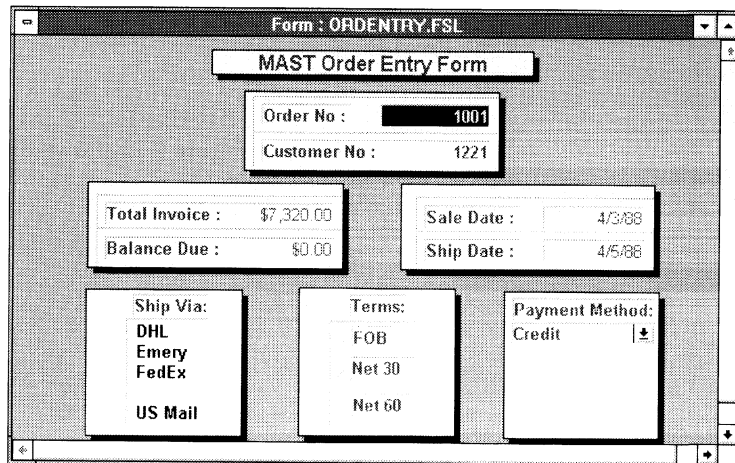 Form : ORDENTRY.FSL
MAST Order Entry Form
Order No : 1001
Customer No : 1221
Total Invoice : $7,320.00
Balance Due : $0.00
Sale Date : 4/3/88
Ship Date : 4/5/88
Ship Via:
DHL
Emery
FedEx
US Mail
Terms:
FOB
Net 30
Net 60
Payment Method:
Credit